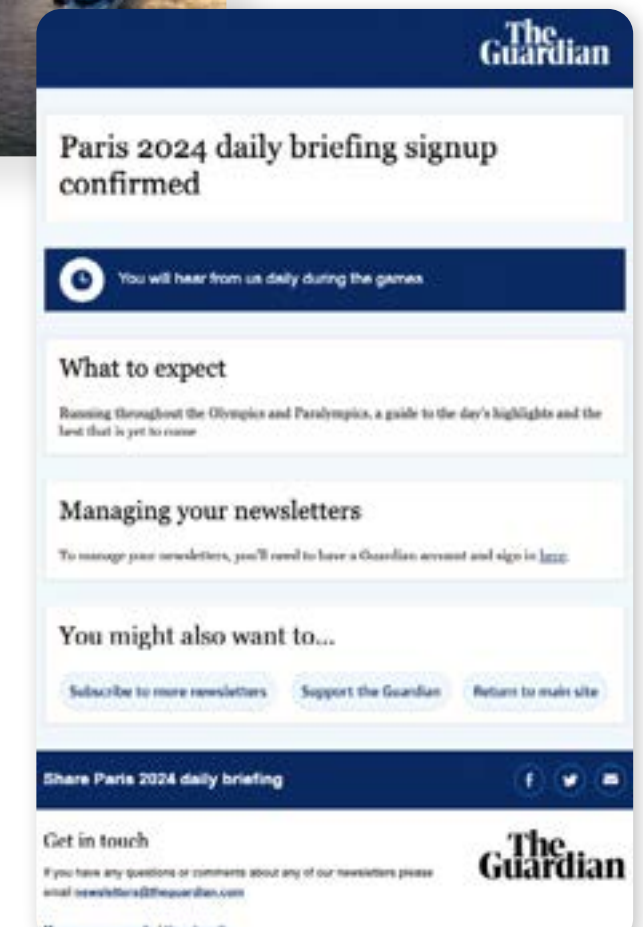 The
Guardian
Paris 2024 daily briefing signup
confirmed
You will hear from us daily during the games
What to expect
Running throughout the Olympics and Paralympics, a guide to the day's highlights and the
best that is yet to come
Managing your newsletters
To manage your newsletters, you'll need to have a Guardian account and sign in here.
You might also want to...
Subscribe to more newsletters
Support the Guardian
Return to main site
Share Paris 2024 daily briefing
Get in touch
The
Guardian
If you have any questions or comments about any of our newsletters please
email newsletters@theguardian.com